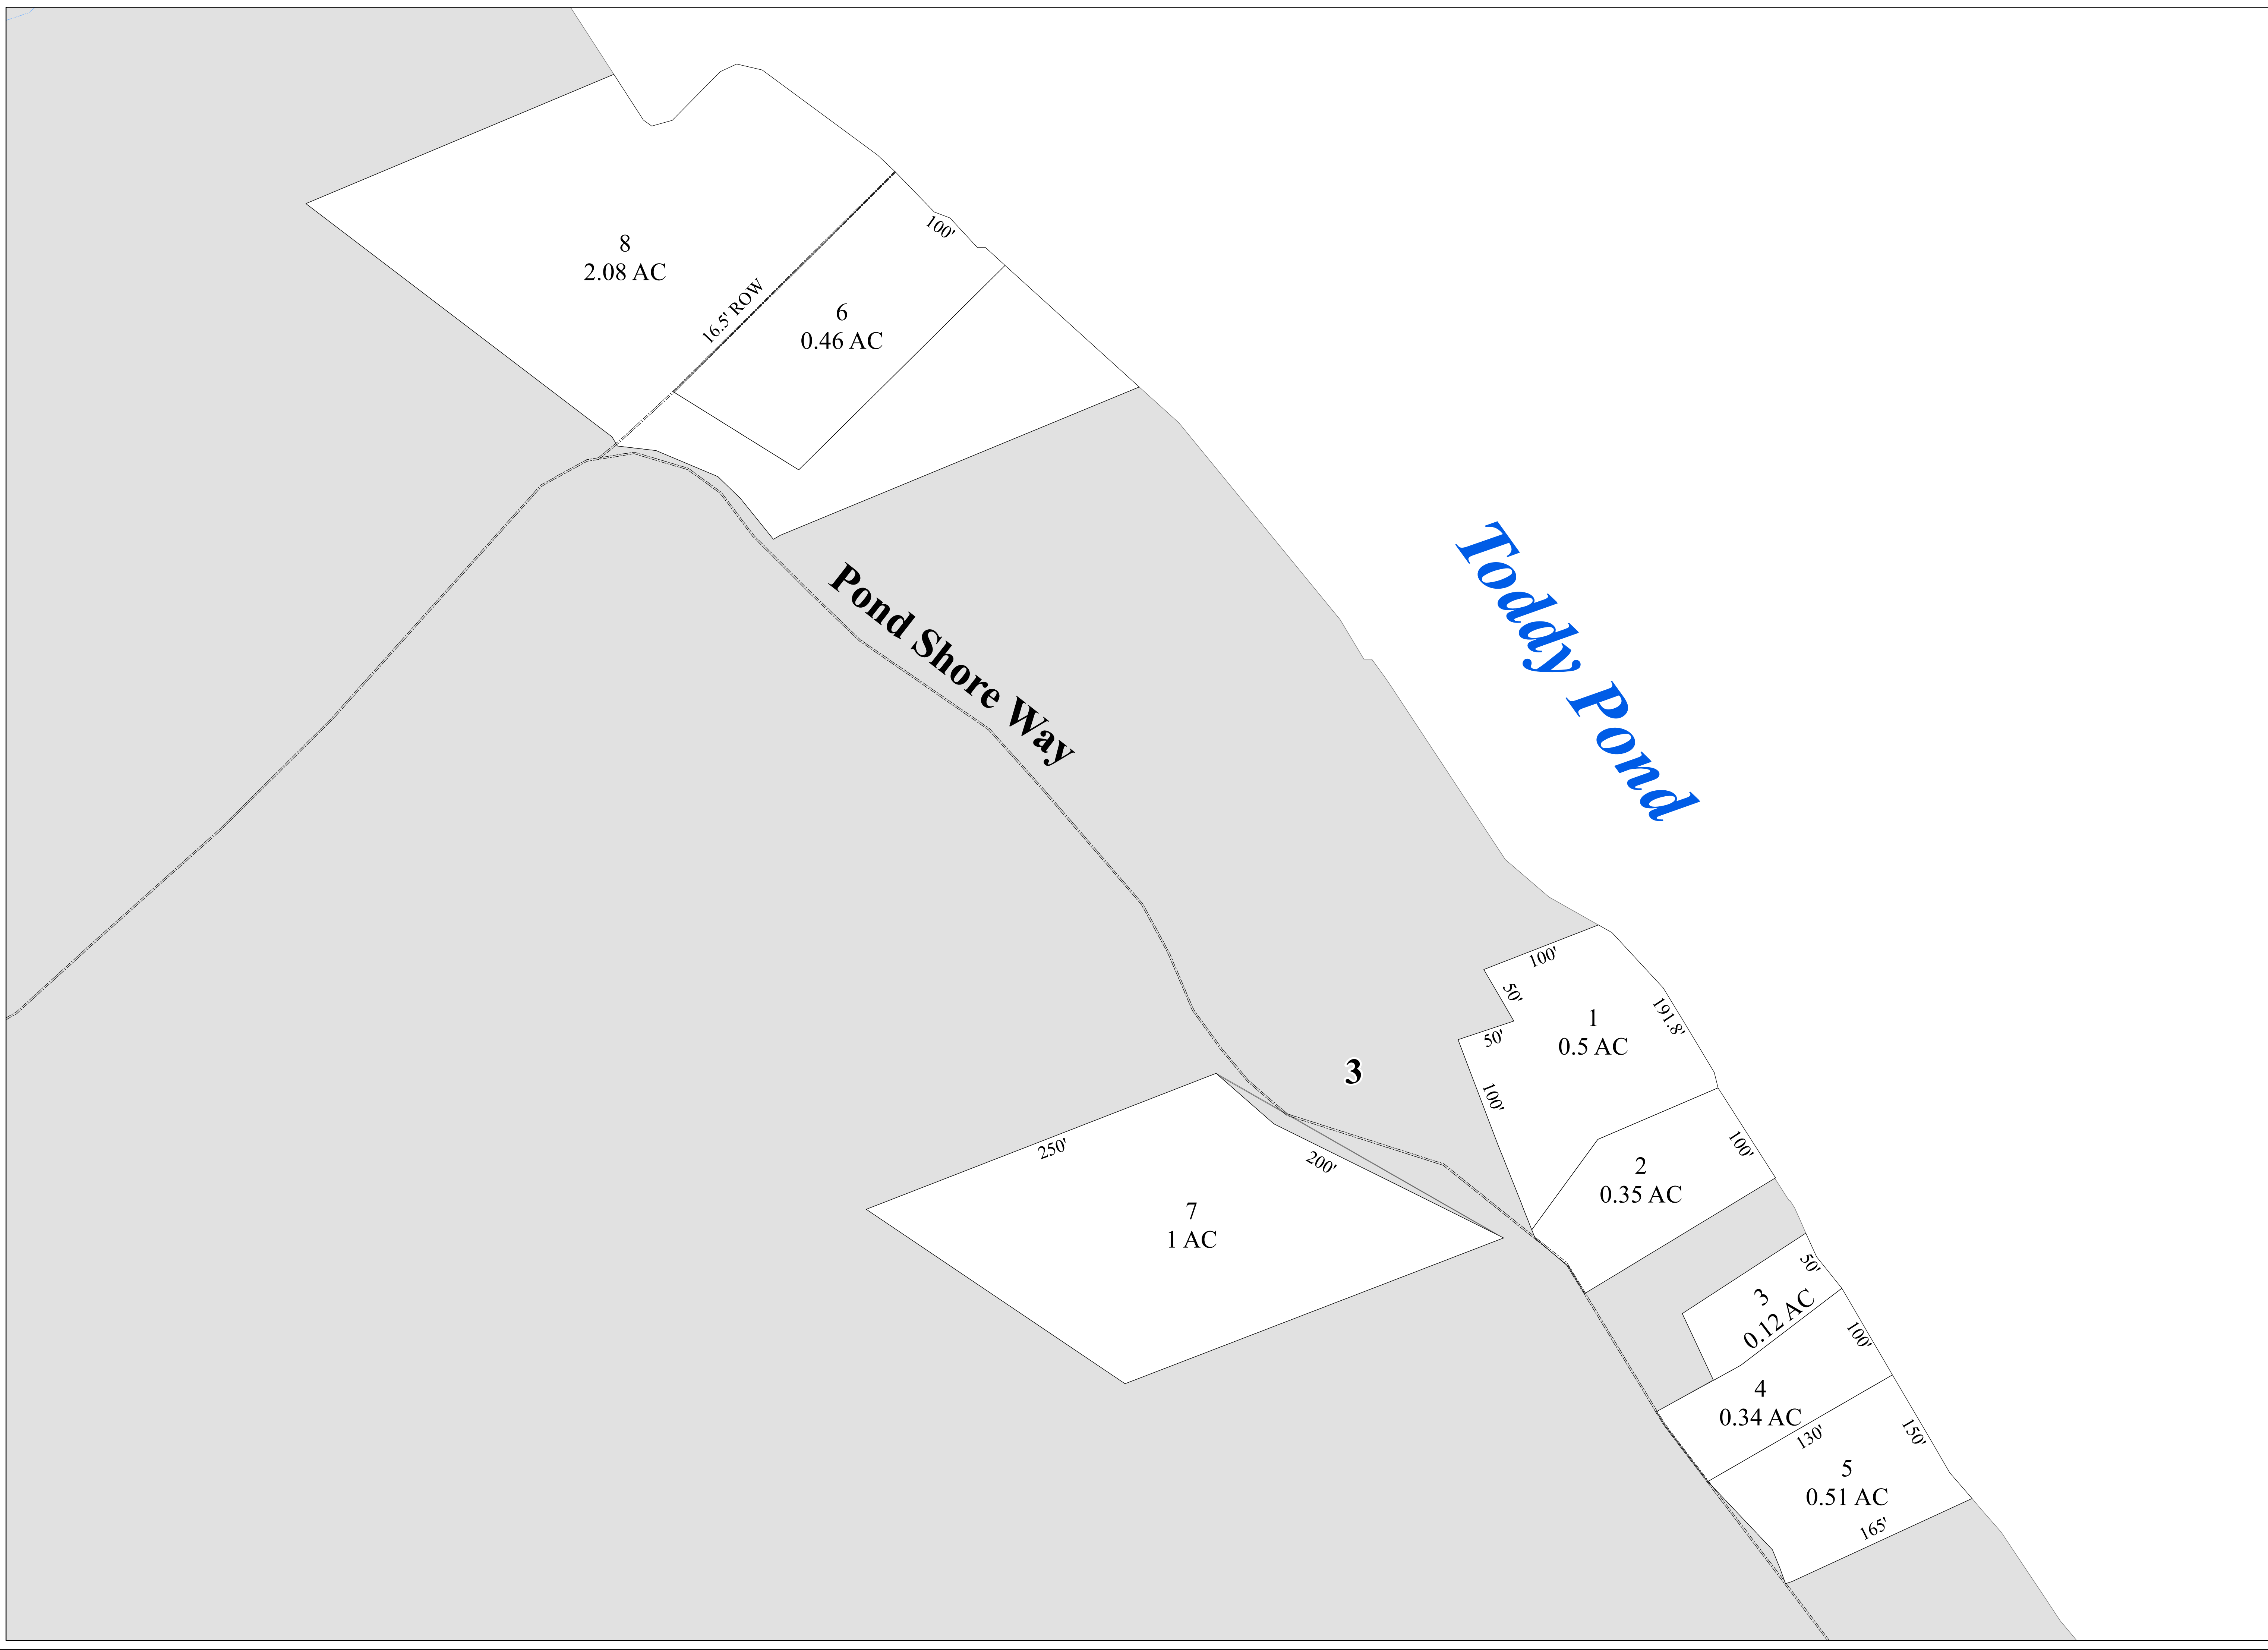 100'
8
2.08 AC
16.5' ROW
6
0.46 AC
Pond Shore Way
Toddy Pond
100'
50'
50'
191.8'
1
0.5 AC
3
100'
250'
200'
100'
2
0.35 AC
7
1 AC
50'
3
0.12 AC
100'
4
0.34 AC
130'
150'
5
0.51 AC
165'